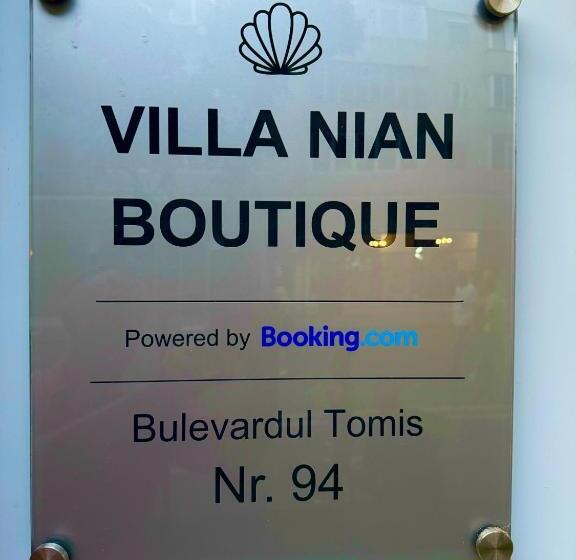 VILLA NIAN
BOUTIQUE
Powered by Booking.com
Bulevardul Tomis
Nr. 94